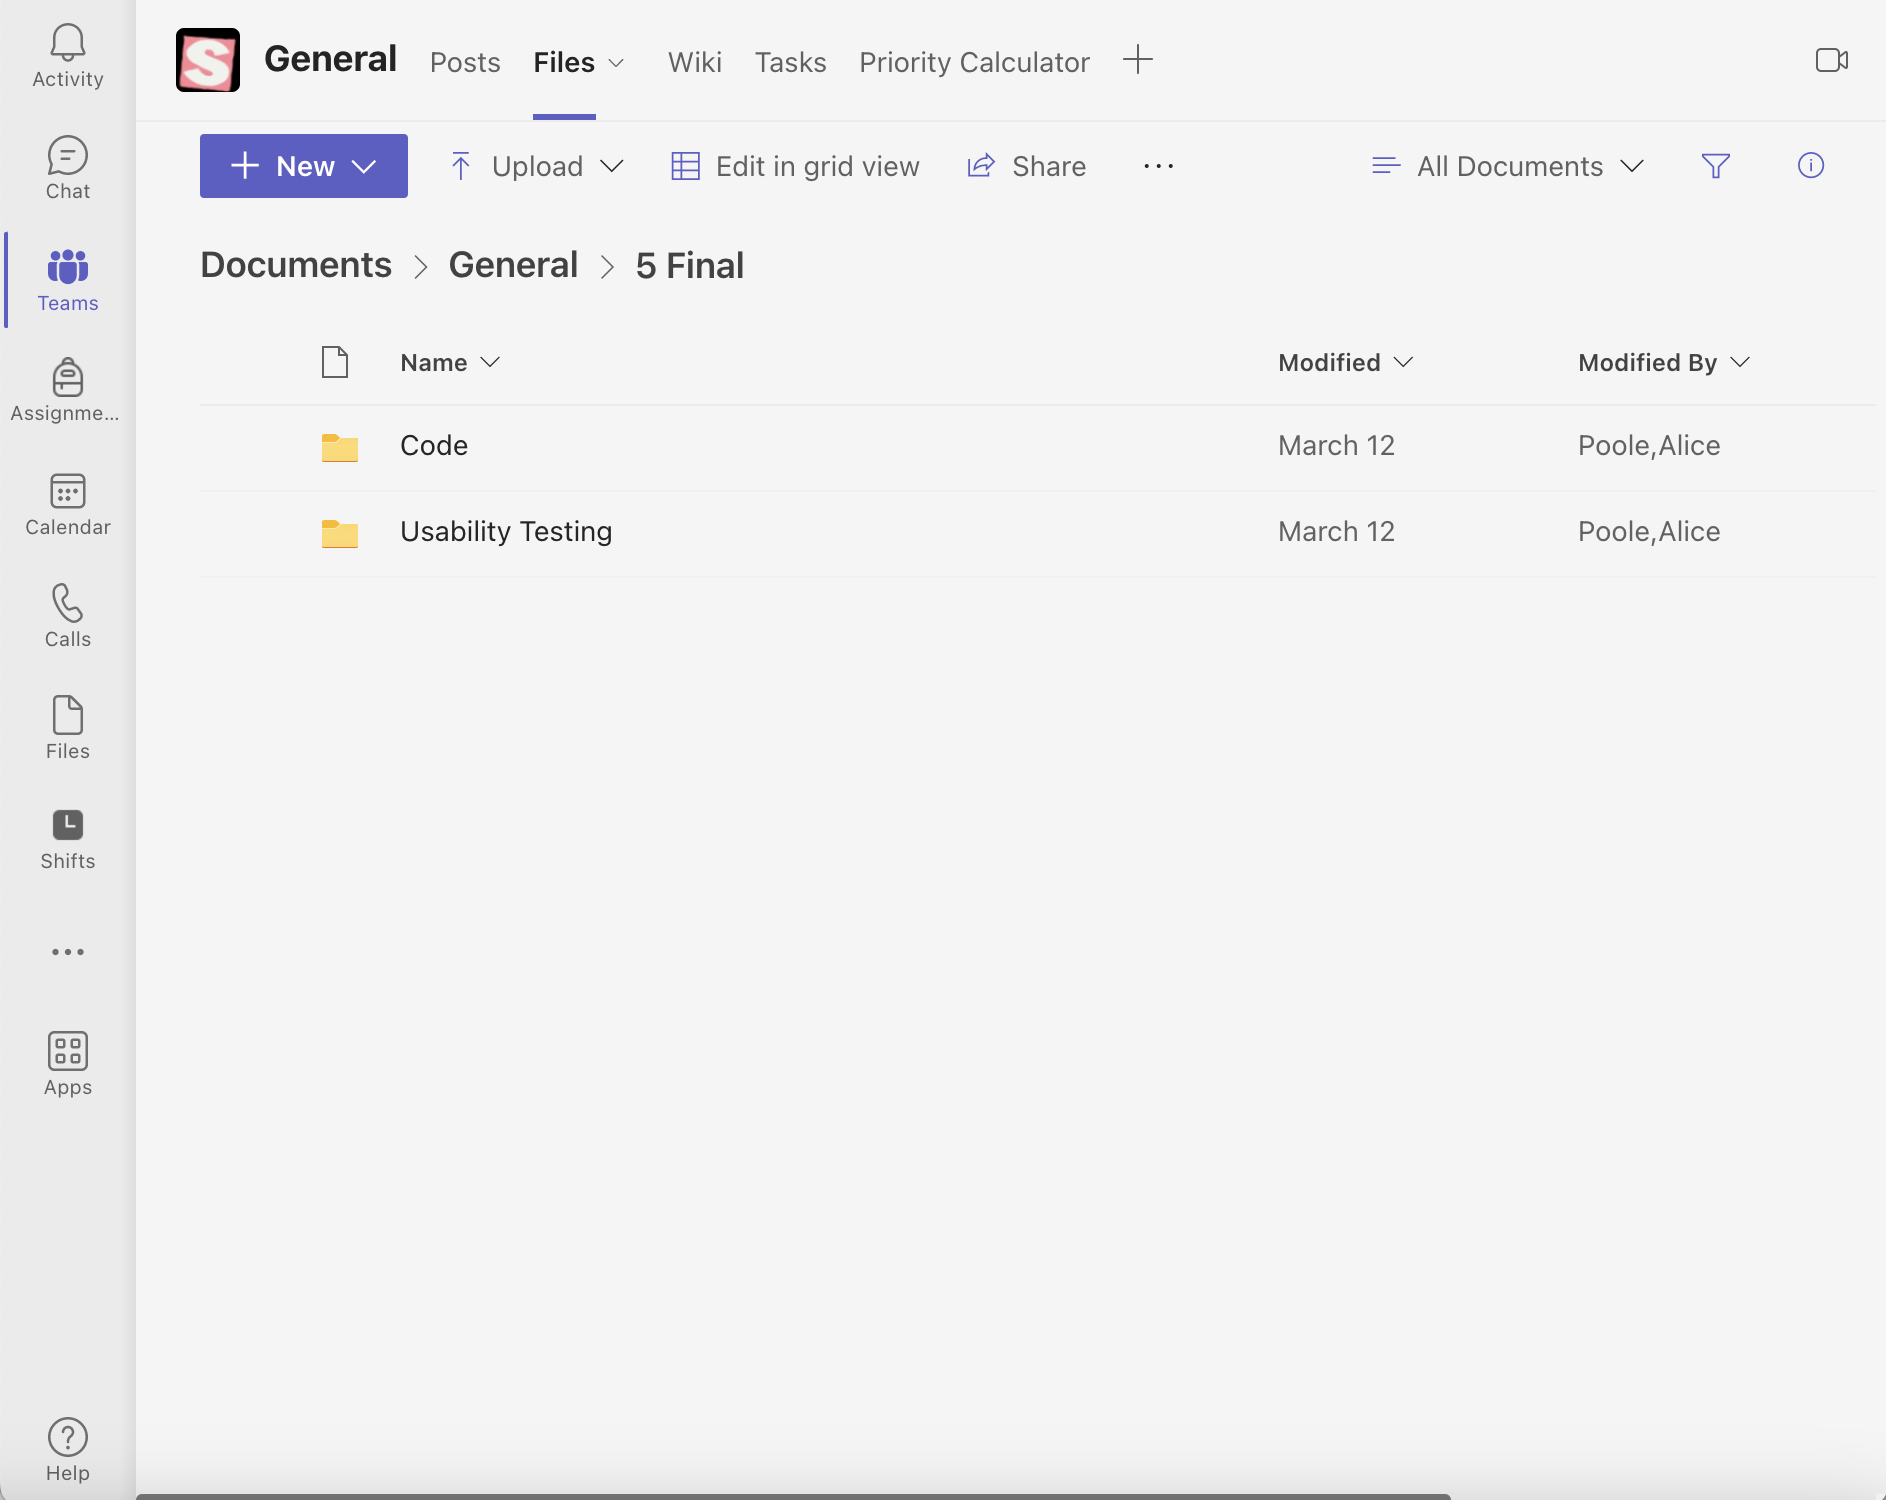 Activity
Chat
Teams
Assignme...
Calendar
Calls
Files
Shifts
Apps
Help
S
General Posts Files Wiki Tasks Priority Calculator
New Upload Edit in grid view Share All Documents
Documents > General > 5 Final
Name Modified Modified By
Code March 12 Poole,Alice
Usability Testing March 12 Poole,Alice